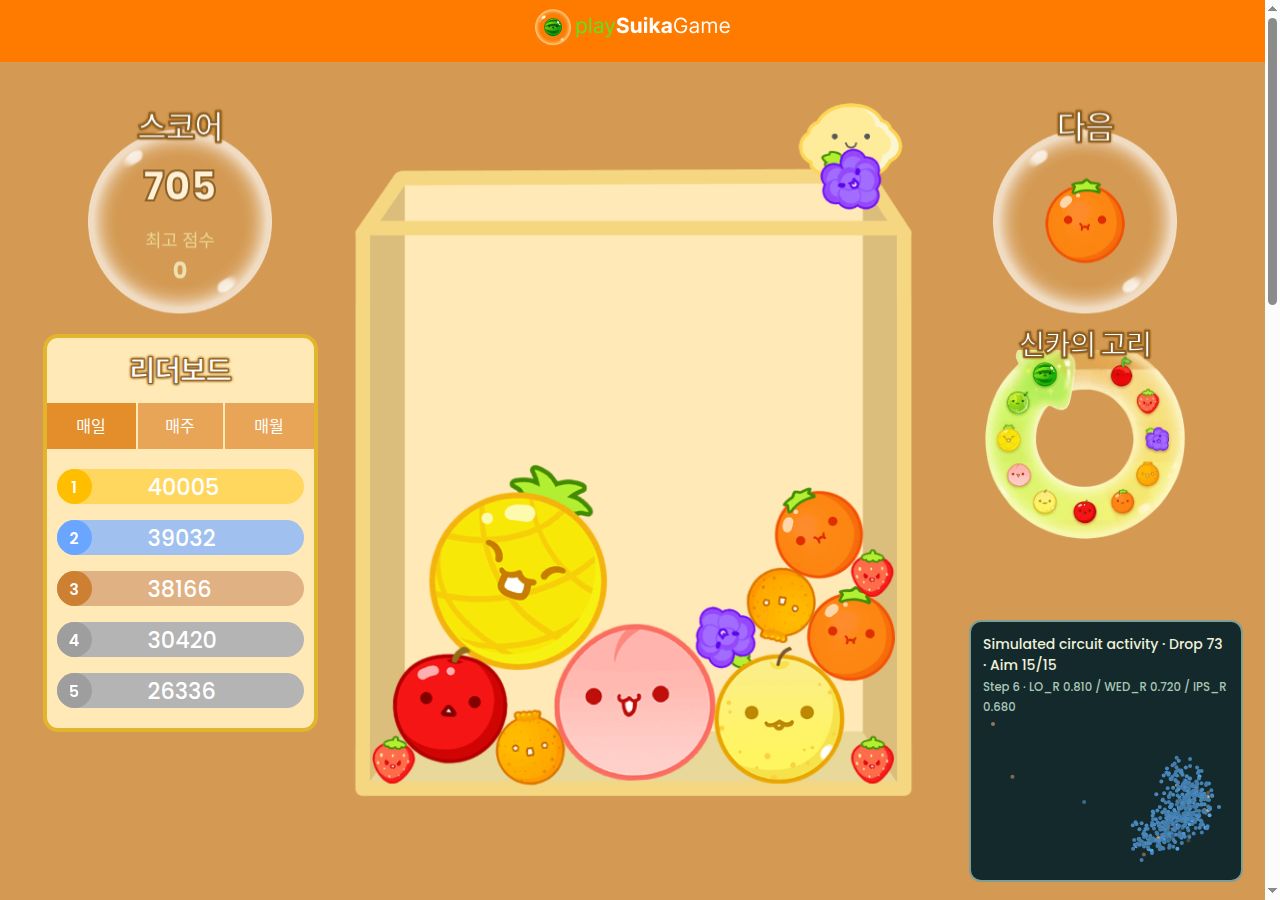 playSuikaGame
스코어
705
최고 점수
0
리더보드
매일 매주 매월
1 40005
2 39032
3 38166
4 30420
5 26336
다음
신카의 고리
Simulated circuit activity · Drop 73
· Aim 15/15
Step 6 · LO_R 0.810 / WED_R 0.720 / IPS_R
0.680